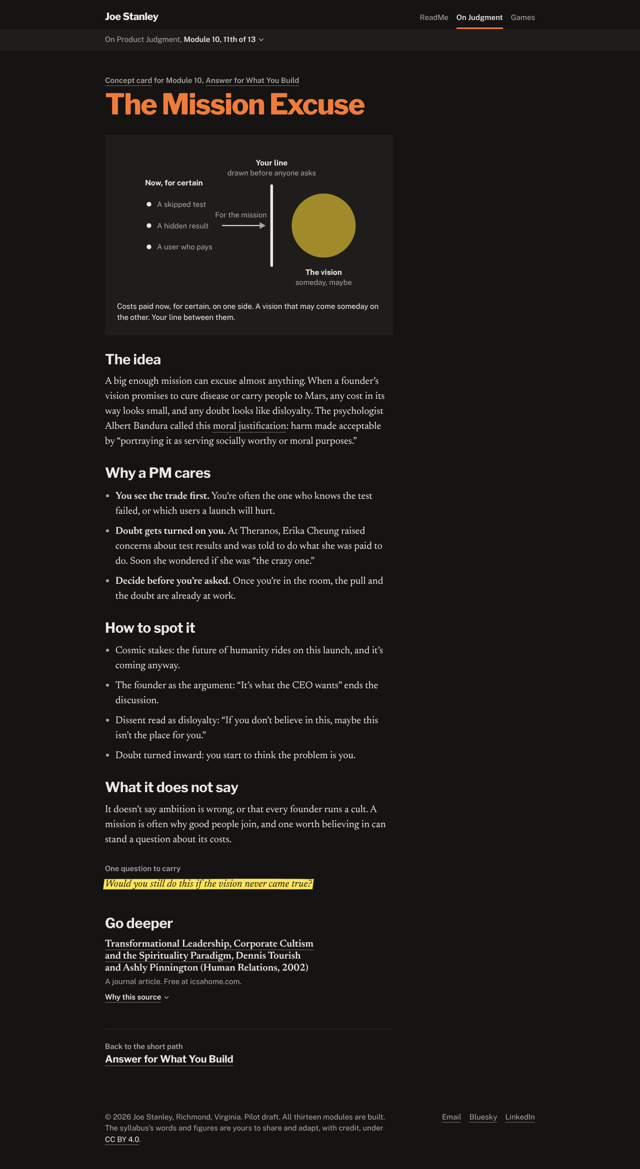 Joe Stanley
ReadMe On Judgment Games
On Product Judgment, Module 10, 11th of 13
Concept card for Module 10, Answer for What You Build
The Mission Excuse
Your line
drawn before anyone asks
Now, for certain
A skipped test
For the mission
A hidden result
A user who pays
The vision
someday, maybe
Costs paid now, for certain, on one side. A vision that may come someday on
the other. Your line between them.
The idea
A big enough mission can excuse almost anything. When a founder’s
vision promises to cure disease or carry people to Mars, any cost in its
way looks small, and any doubt looks like disloyalty. The psychologist
Albert Bandura called this moral justification: harm made acceptable
by “portraying it as serving socially worthy or moral purposes.”
Why a PM cares
• You see the trade first. You’re often the one who knows the test
failed, or which users a launch will hurt.
• Doubt gets turned on you. At Theranos, Erika Cheung raised
concerns about test results and was told to do what she was paid to
do. Soon she wondered if she was “the crazy one.”
• Decide before you’re asked. Once you’re in the room, the pull and
the doubt are already at work.
How to spot it
• Cosmic stakes: the future of humanity rides on this launch, and it’s
coming anyway.
• The founder as the argument: “It’s what the CEO wants” ends the
discussion.
• Dissent read as disloyalty: “If you don’t believe in this, maybe this
isn’t the place for you.”
• Doubt turned inward: you start to think the problem is you.
What it does not say
It doesn’t say ambition is wrong, or that every founder runs a cult. A
mission is often why good people join, and one worth believing in can
stand a question about its costs.
One question to carry
Would you still do this if the vision never came true?
Go deeper
Transformational Leadership, Corporate Cultism
and the Spirituality Paradigm, Dennis Tourish
and Ashly Pinnington (Human Relations, 2002)
A journal article. Free at icsahome.com.
Why this source
Back to the short path
Answer for What You Build
© 2026 Joe Stanley, Richmond, Virginia. Pilot draft. All thirteen modules are built.
The syllabus’s words and figures are yours to share and adapt, with credit, under
CC BY 4.0.
Email Bluesky LinkedIn